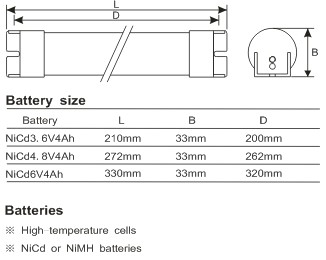 L
D
B
Battery size
Battery L B D
NiCd3. 6V4Ah 210mm 33mm 200mm
NiCd4. 8V4Ah 272mm 33mm 262mm
NiCd6V4Ah 330mm 33mm 320mm
Batteries
※ High-temperature cells
※ NiCd or NiMH batteries